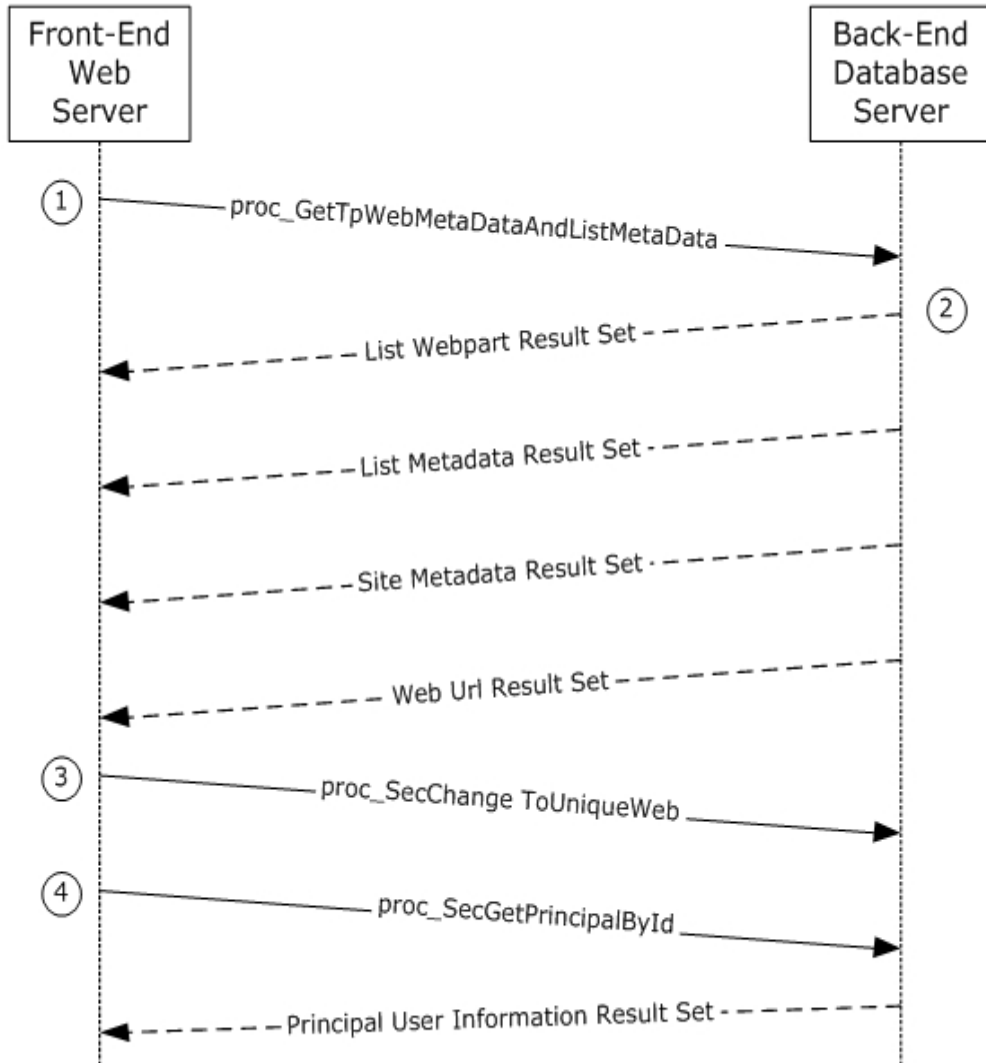 Front-End
Web
Server
Back-End
Database
Server
1
proc_GetTpWebMetaDataAndListMetaData
2
List Webpart Result Set
List Metadata Result Set
Site Metadata Result Set
Web Url Result Set
3
proc_SecChange ToUniqueWeb
4
proc_SecGetPrincipalById
Principal User Information Result Set